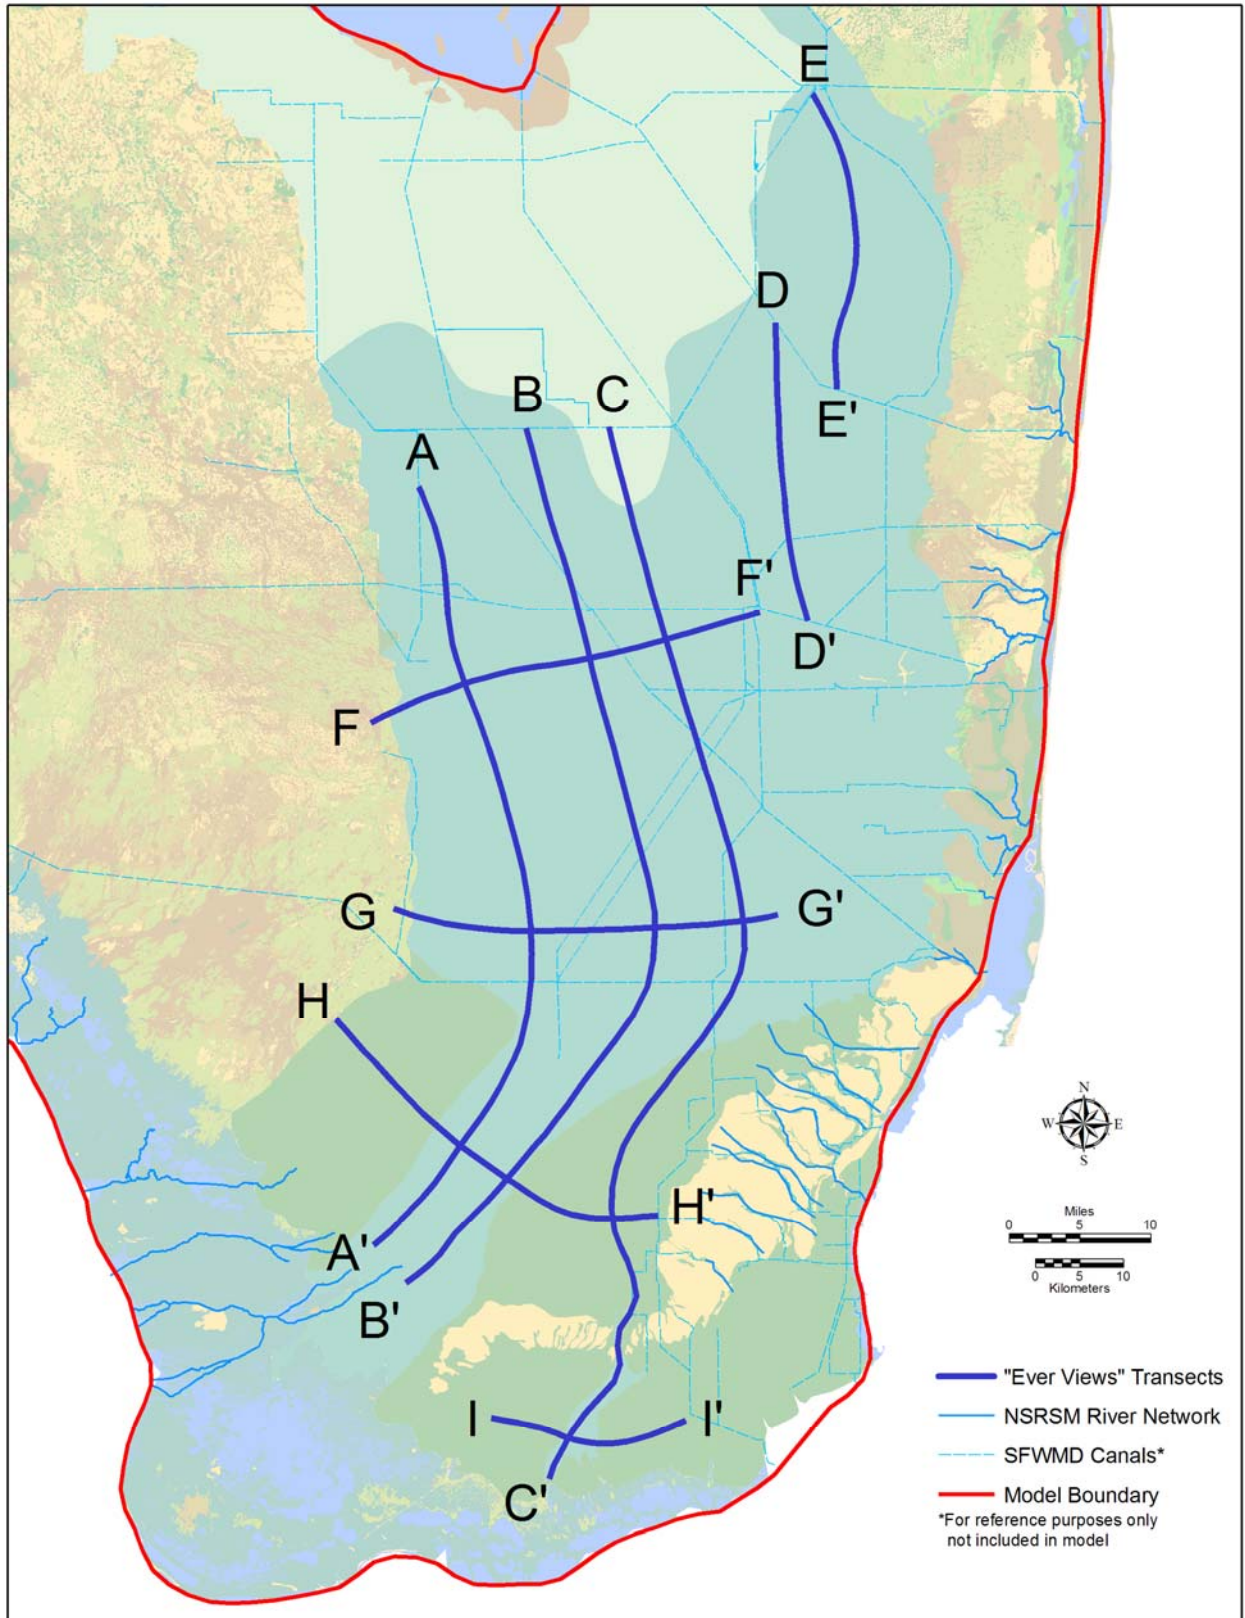 E
D
B
C
E'
A
F'
D'
F
G
G'
H
N
W
E
S
H'
Miles
0
5
10
A'
0
5
10
Kilometers
B'
"Ever Views" Transects
I
I'
NSRSM River Network
SFWMD Canals*
C'
Model Boundary
*For reference purposes only
not included in model